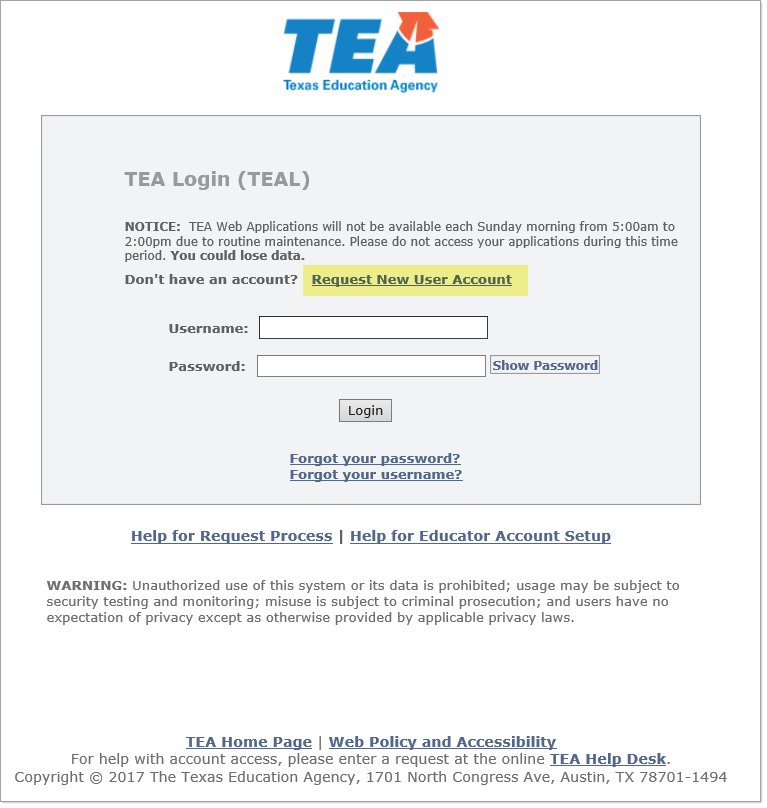 TEA
Texas Education Agency
TEA Login (TEAL)
NOTICE:  TEA Web Applications will not be available each Sunday morning from 5:00am to
2:00pm due to routine maintenance. Please do not access your applications during this time
period. You could lose data.
Don't have an account? Request New User Account
Username:
Password: Show Password
Login
Forgot your password?
Forgot your username?
Help for Request Process | Help for Educator Account Setup
WARNING: Unauthorized use of this system or its data is prohibited; usage may be subject to
security testing and monitoring; misuse is subject to criminal prosecution; and users have no
expectation of privacy except as otherwise provided by applicable privacy laws.
TEA Home Page | Web Policy and Accessibility
For help with account access, please enter a request at the online TEA Help Desk.
Copyright © 2017 The Texas Education Agency, 1701 North Congress Ave, Austin, TX 78701-1494